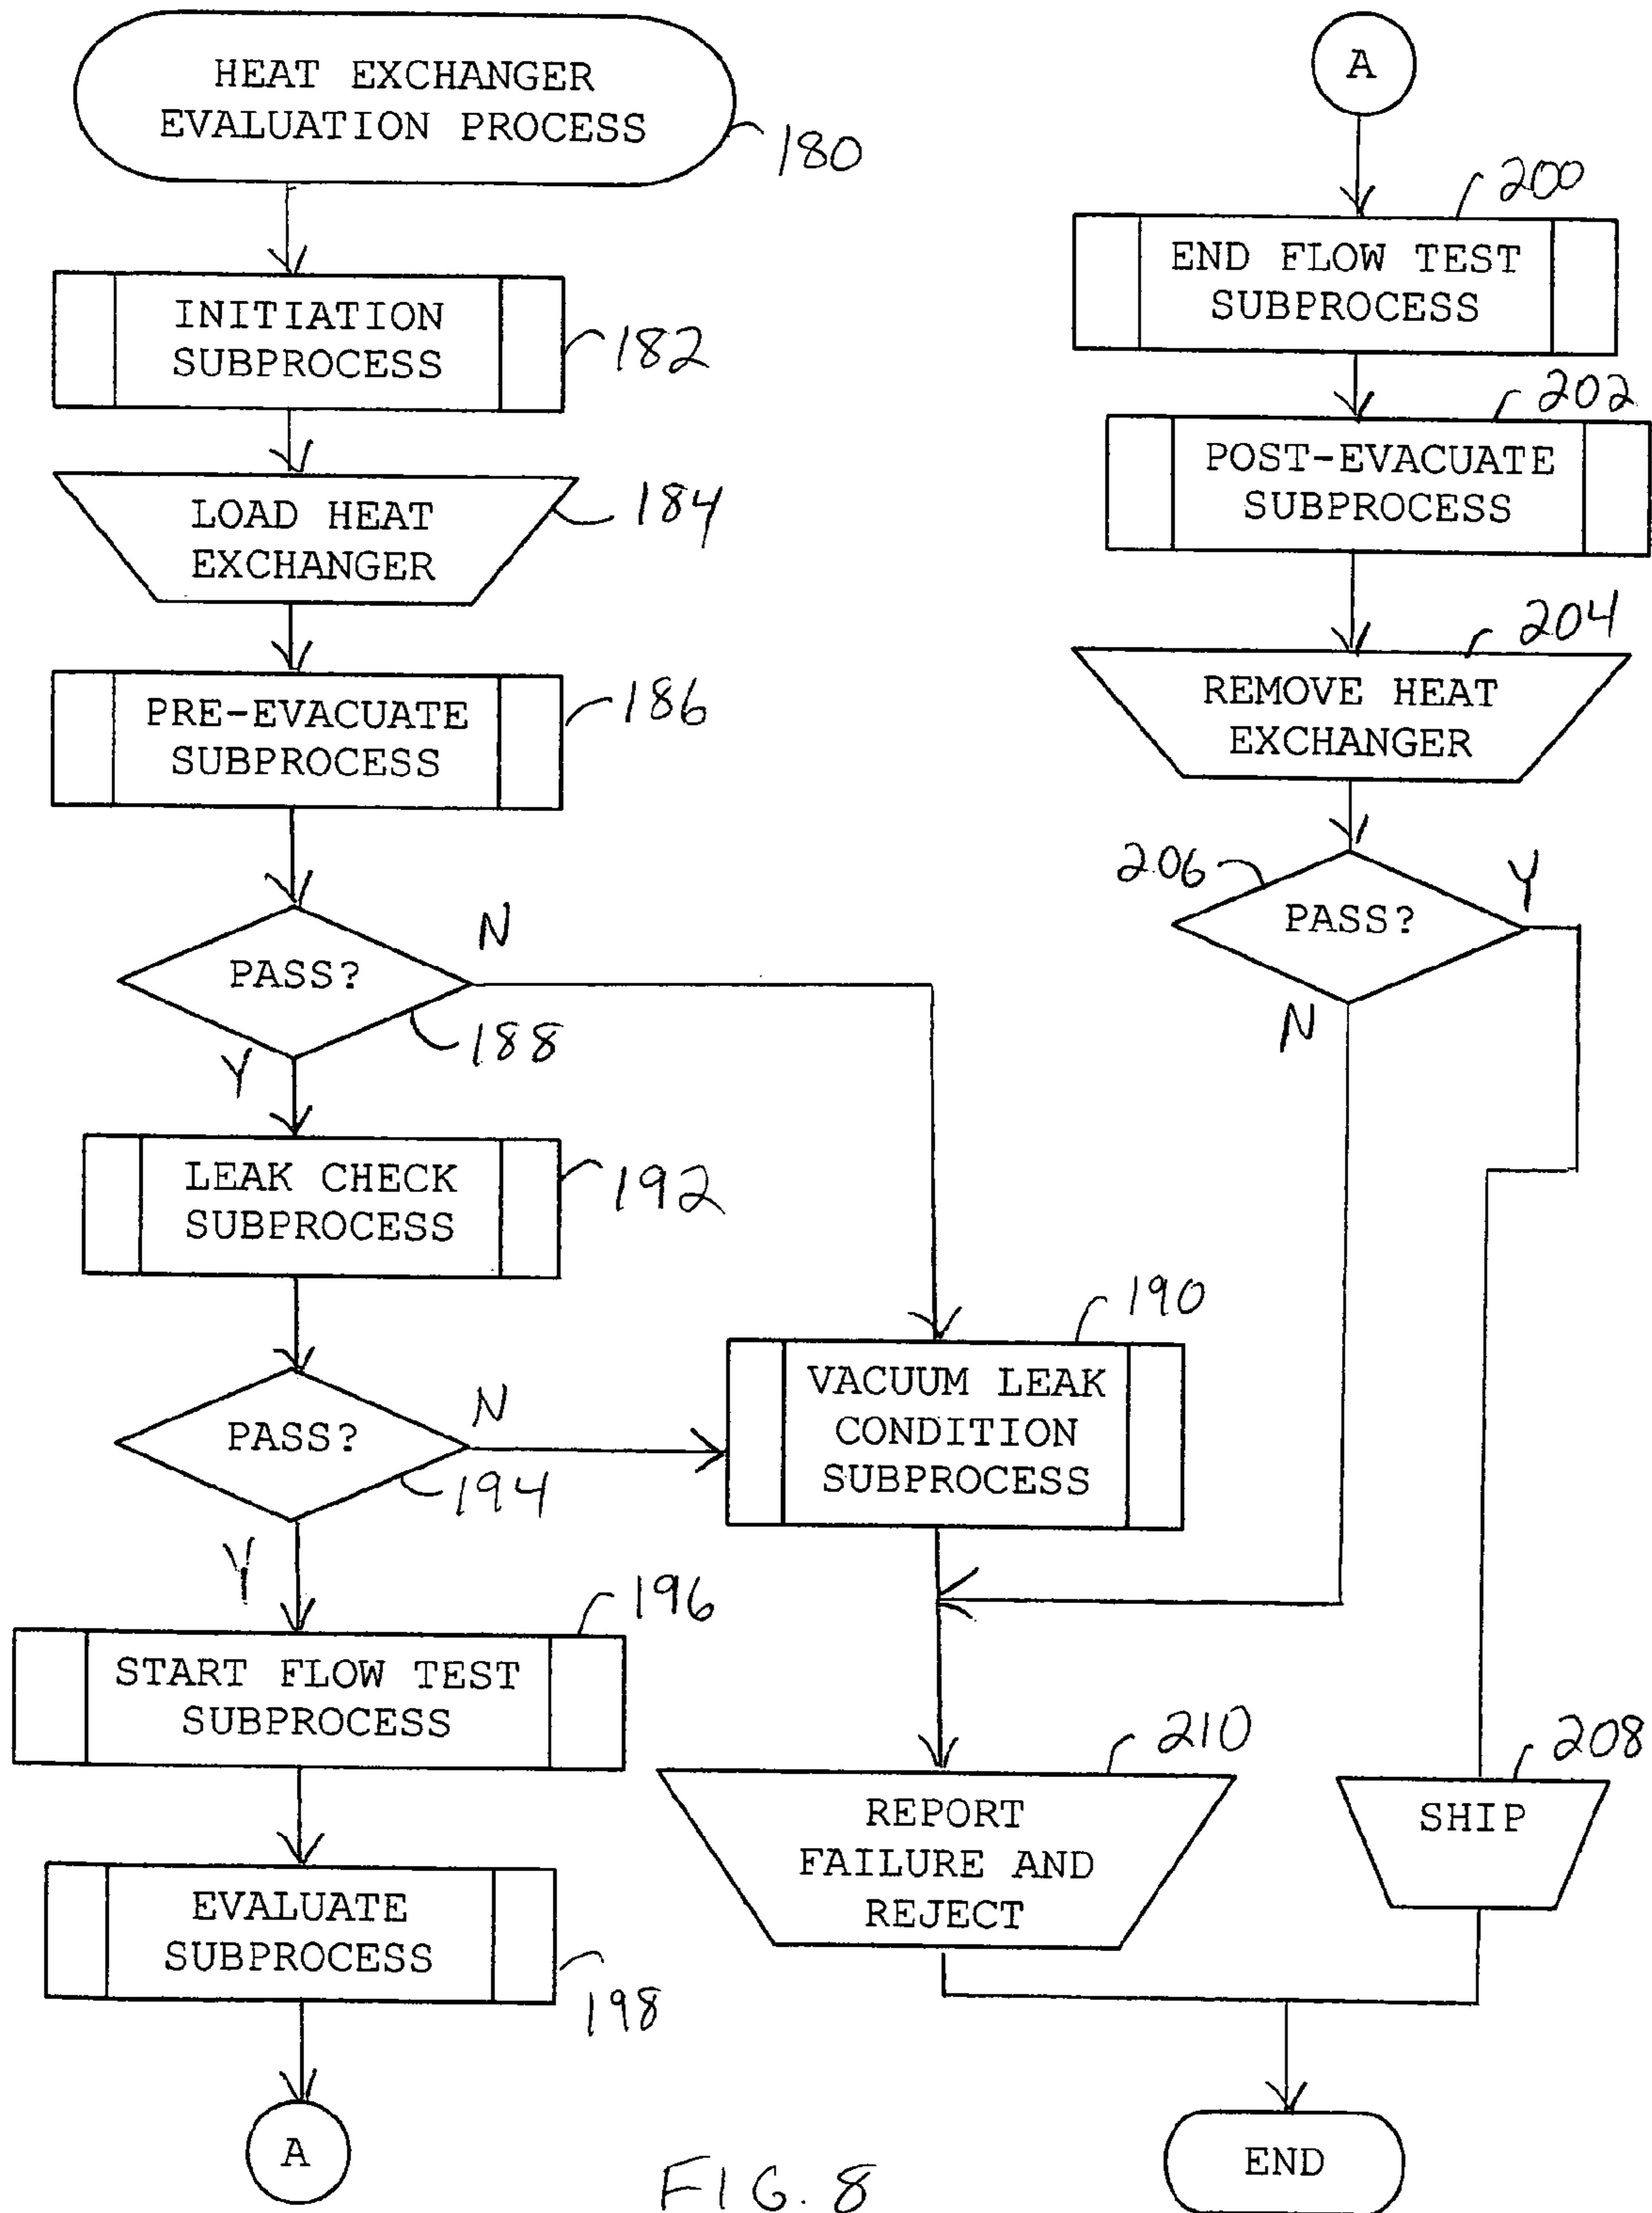 HEAT EXCHANGER
EVALUATION PROCESS
180
INITIATION
SUBPROCESS
182
LOAD HEAT
EXCHANGER
184
PRE-EVACUATE
SUBPROCESS
186
PASS?
N
188
Y
LEAK CHECK
SUBPROCESS
192
PASS?
N
194
Y
190
VACUUM LEAK
CONDITION
SUBPROCESS
196
START FLOW TEST
SUBPROCESS
EVALUATE
SUBPROCESS
198
A
A
200
END FLOW TEST
SUBPROCESS
202
POST-EVACUATE
SUBPROCESS
204
REMOVE HEAT
EXCHANGER
206
PASS?
Y
N
210
REPORT
FAILURE AND
REJECT
208
SHIP
END
FIG. 8